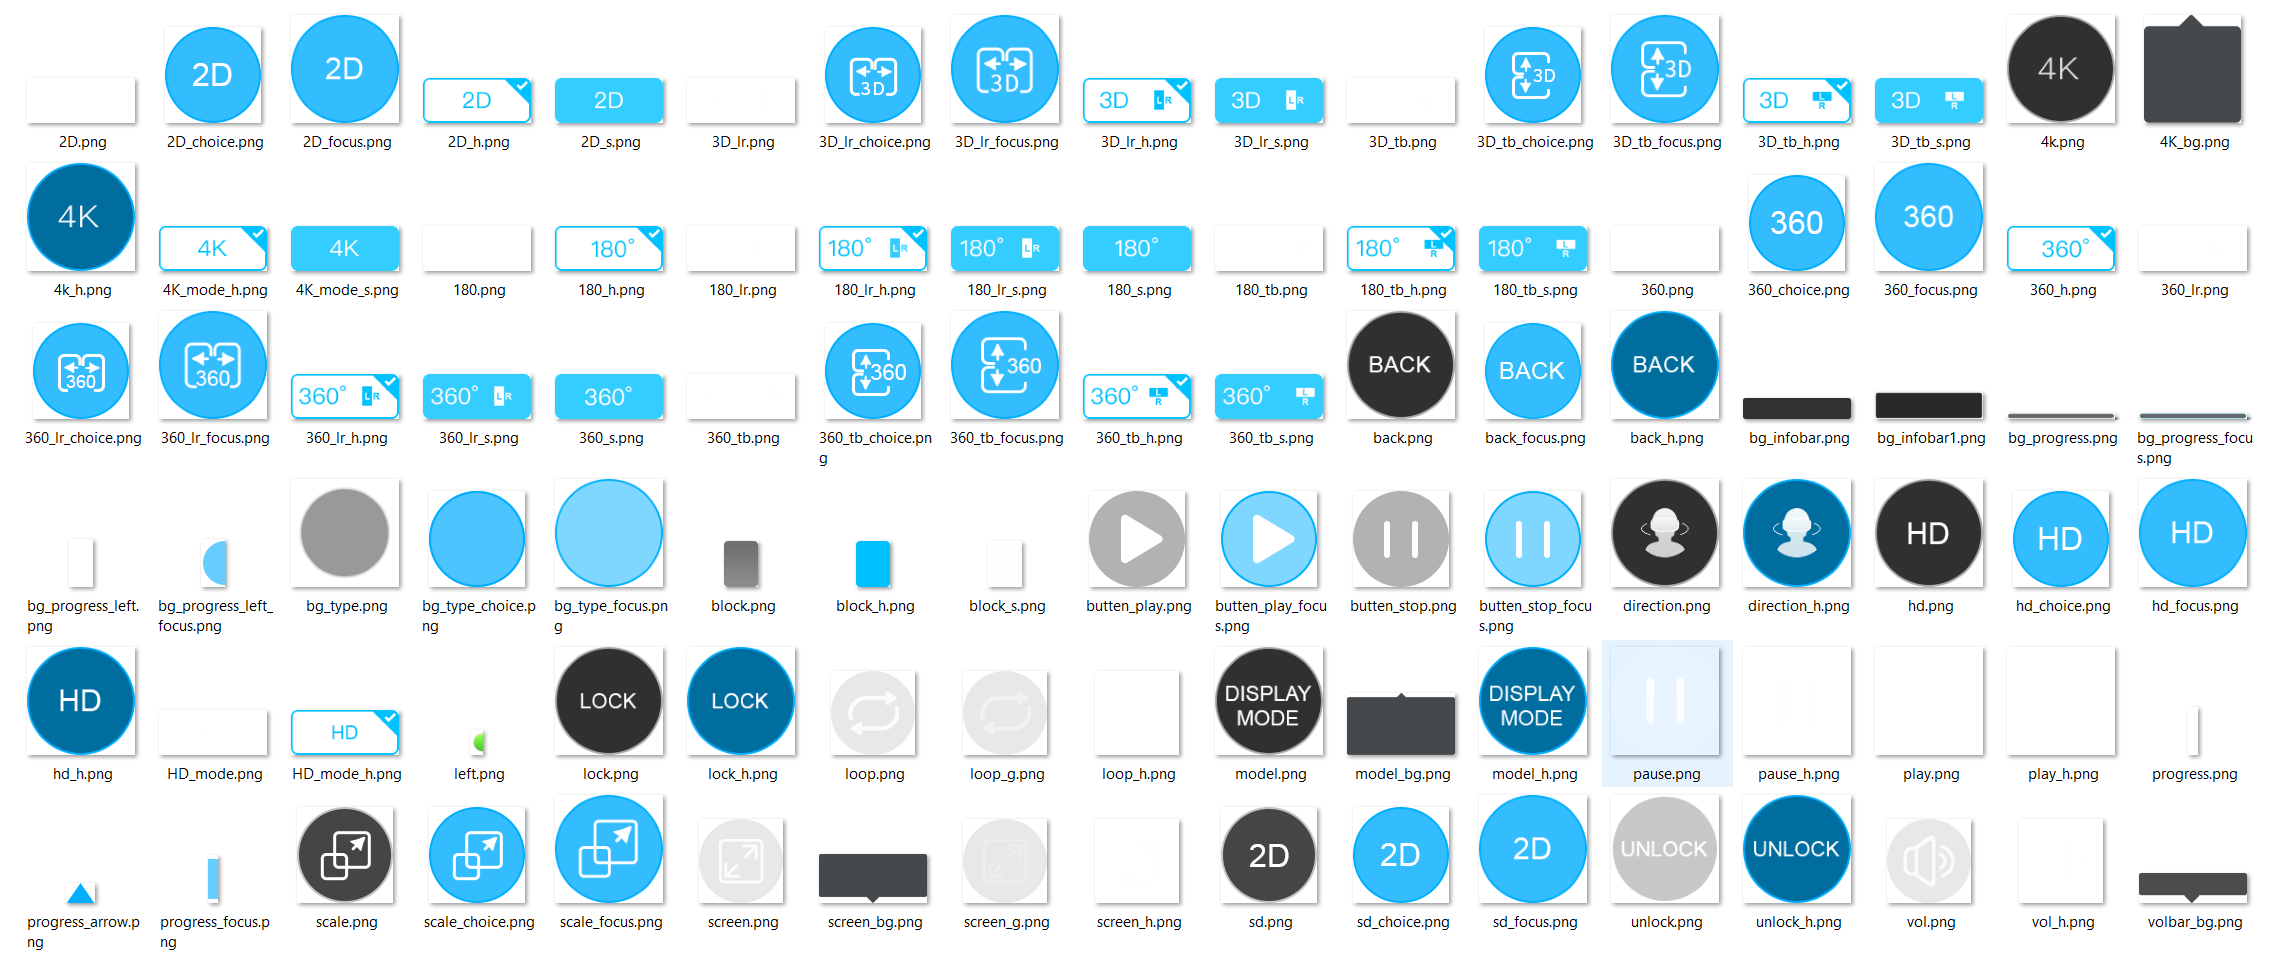 2D 2D 2D 2D 3D 3D 3D L R 3D L R 3D 3D 3D L R 3D L R 4K
2D.png 2D_choice.png 2D_focus.png 2D_h.png 2D_s.png 3D_lr.png 3D_lr_choice.png 3D_lr_focus.png 3D_lr_h.png 3D_lr_s.png 3D_tb.png 3D_tb_choice.png 3D_tb_focus.png 3D_tb_h.png 3D_tb_s.png 4k.png 4K_bg.png
4K 4K 4K 180° 180° L R 180° L R 180° 180° L R 180° L R 360 360 360°
4k_h.png 4K_mode_h.png 4K_mode_s.png 180.png 180_h.png 180_lr.png 180_lr_h.png 180_lr_s.png 180_s.png 180_tb.png 180_tb_h.png 180_tb_s.png 360.png 360_choice.png 360_focus.png 360_h.png 360_lr.png
360 360 360° L R 360° L R 360° 360 360 360° L R 360° L R BACK BACK BACK
360_lr_choice.png 360_lr_focus.png 360_lr_h.png 360_lr_s.png 360_s.png 360_tb.png 360_tb_choice.pn 360_tb_focus.png 360_tb_h.png 360_tb_s.png back.png back_focus.png back_h.png bg_infobar.png bg_infobar1.png bg_progress.png bg_progress_focu
g s.png
HD HD HD
bg_progress_left. bg_progress_left_ bg_type.png bg_type_choice.p bg_type_focus.pn block.png block_h.png block_s.png butten_play.png butten_play_focu butten_stop.png butten_stop_focu direction.png direction_h.png hd.png hd_choice.png hd_focus.png
png focus.png ng g s.png s.png
HD HD LOCK LOCK DISPLAY DISPLAY
MODE MODE
hd_h.png HD_mode.png HD_mode_h.png left.png lock.png lock_h.png loop.png loop_g.png loop_h.png model.png model_bg.png model_h.png pause.png pause_h.png play.png play_h.png progress.png
2D 2D 2D UNLOCK UNLOCK
progress_arrow.p progress_focus.p scale.png scale_choice.png scale_focus.png screen.png screen_bg.png screen_g.png screen_h.png sd.png sd_choice.png sd_focus.png unlock.png unlock_h.png vol.png vol_h.png volbar_bg.png
ng ng